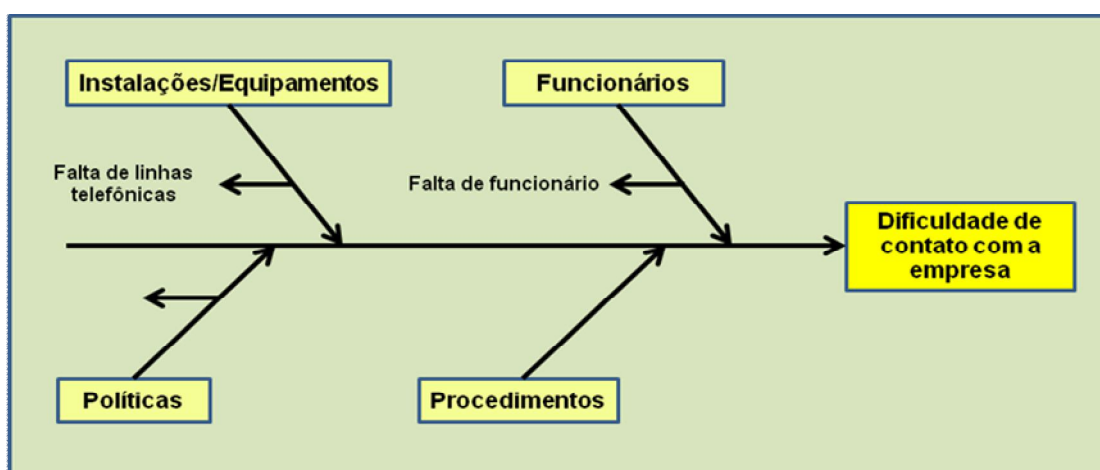 Instalações/Equipamentos
Funcionários
Falta de linhas
telefônicas
Falta de funcionário
Dificuldade de
contato com a
empresa
Políticas
Procedimentos